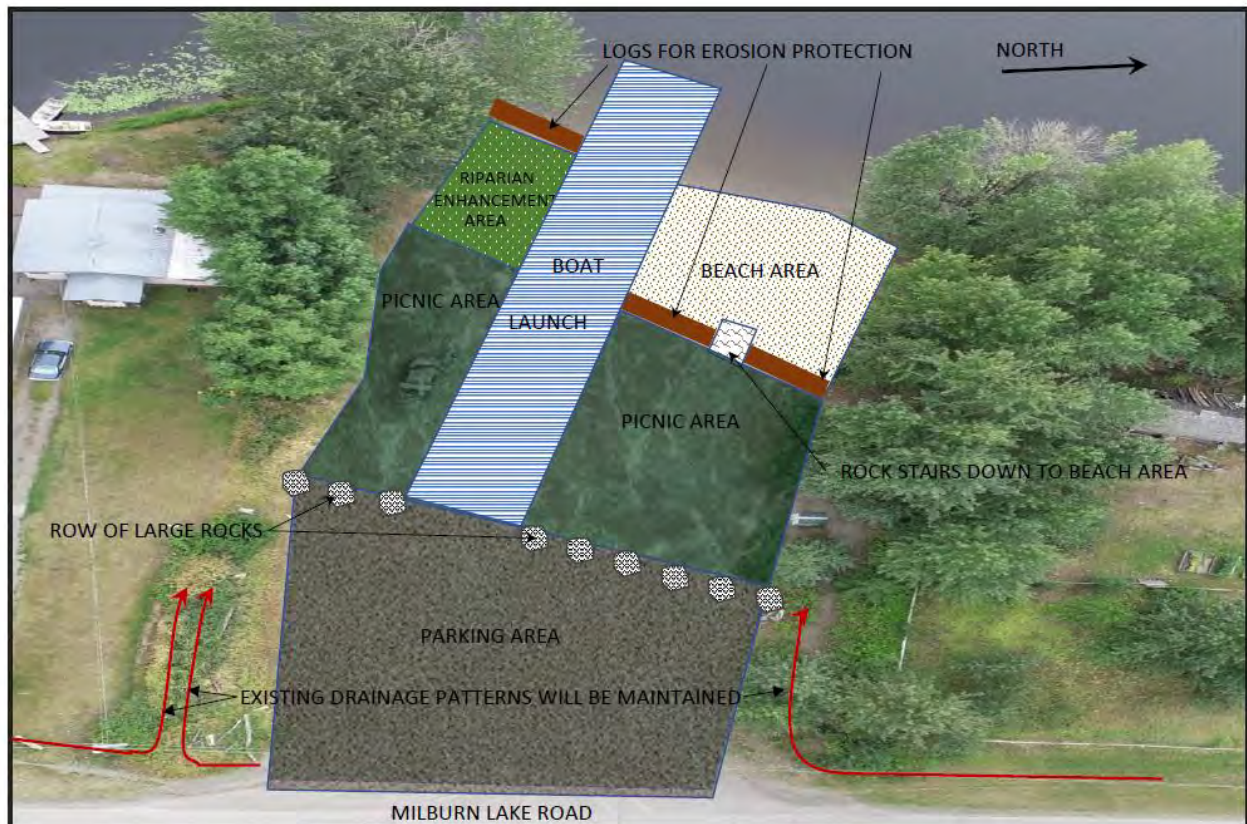 LOGS FOR EROSION PROTECTION
NORTH
RIPARIAN
ENHANCEMENT
AREA
BOAT
BEACH AREA
PICNIC AREA
LAUNCH
PICNIC AREA
ROCK STAIRS DOWN TO BEACH AREA
ROW OF LARGE ROCKS
PARKING AREA
EXISTING DRAINAGE PATTERNS WILL BE MAINTAINED
MILBURN LAKE ROAD